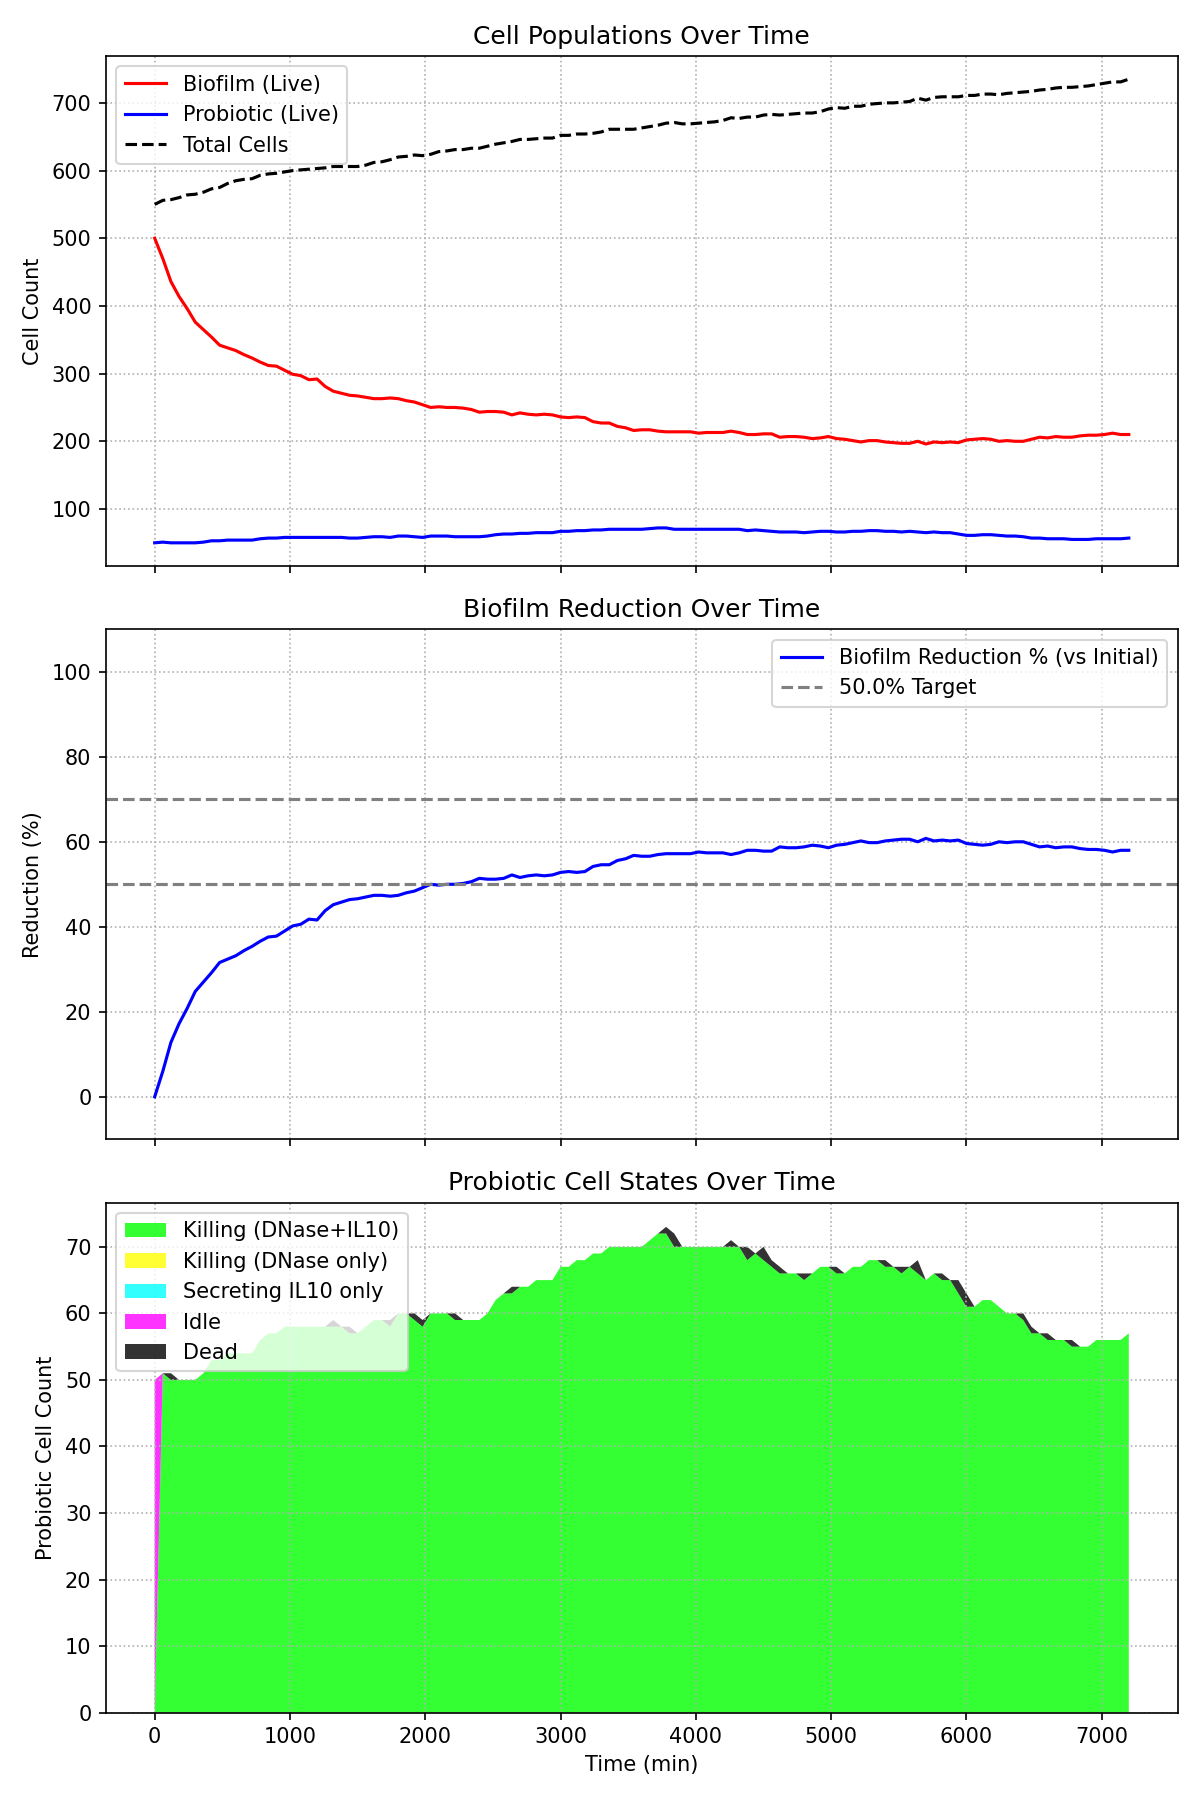 Cell Populations Over Time
Biofilm (Live)
Probiotic (Live)
Total Cells
Cell Count
700
600
500
400
300
200
100
Biofilm Reduction Over Time
Biofilm Reduction % (vs Initial)
50.0% Target
Reduction (%)
100
80
60
40
20
0
Probiotic Cell States Over Time
Killing (DNase+IL10)
Killing (DNase only)
Secreting IL10 only
Idle
Dead
Probiotic Cell Count
70
60
50
40
30
20
10
0
0 1000 2000 3000 4000 5000 6000 7000
Time (min)